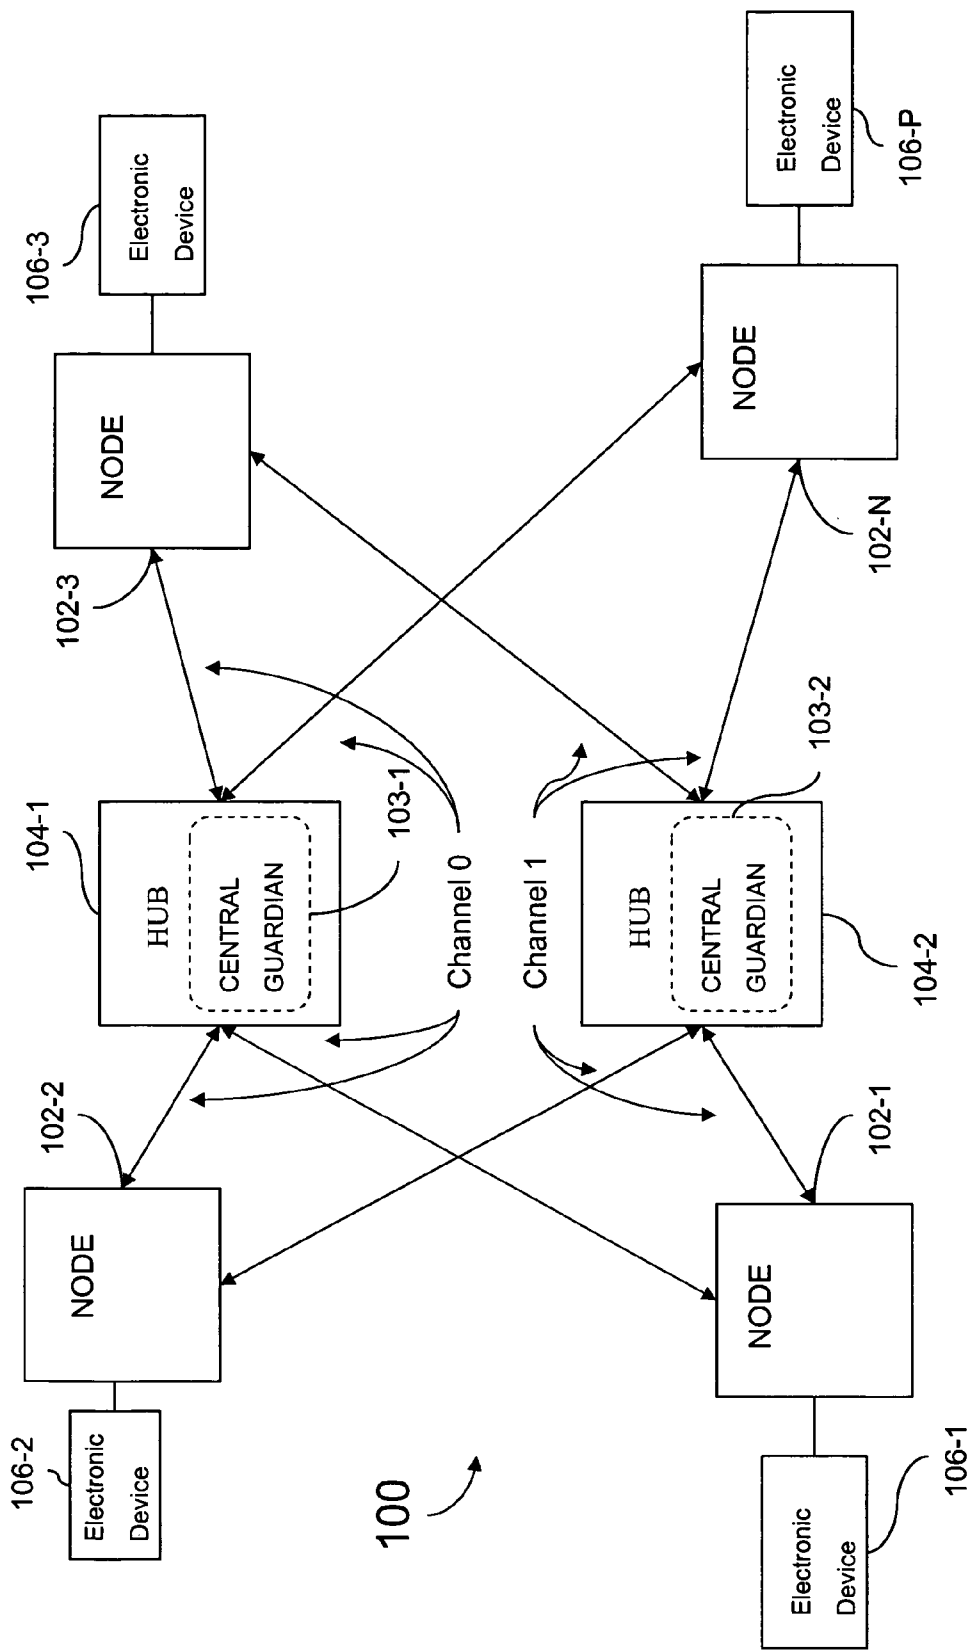 106-2
Electronic
Device
NODE
102-2
104-1
HUB
CENTRAL
GUARDIAN
103-1
102-3
NODE
106-3
Electronic
Device
100
Channel 0
Channel 1
106-1
Electronic
Device
NODE
102-1
104-2
HUB
CENTRAL
GUARDIAN
103-2
102-N
NODE
106-P
Electronic
Device